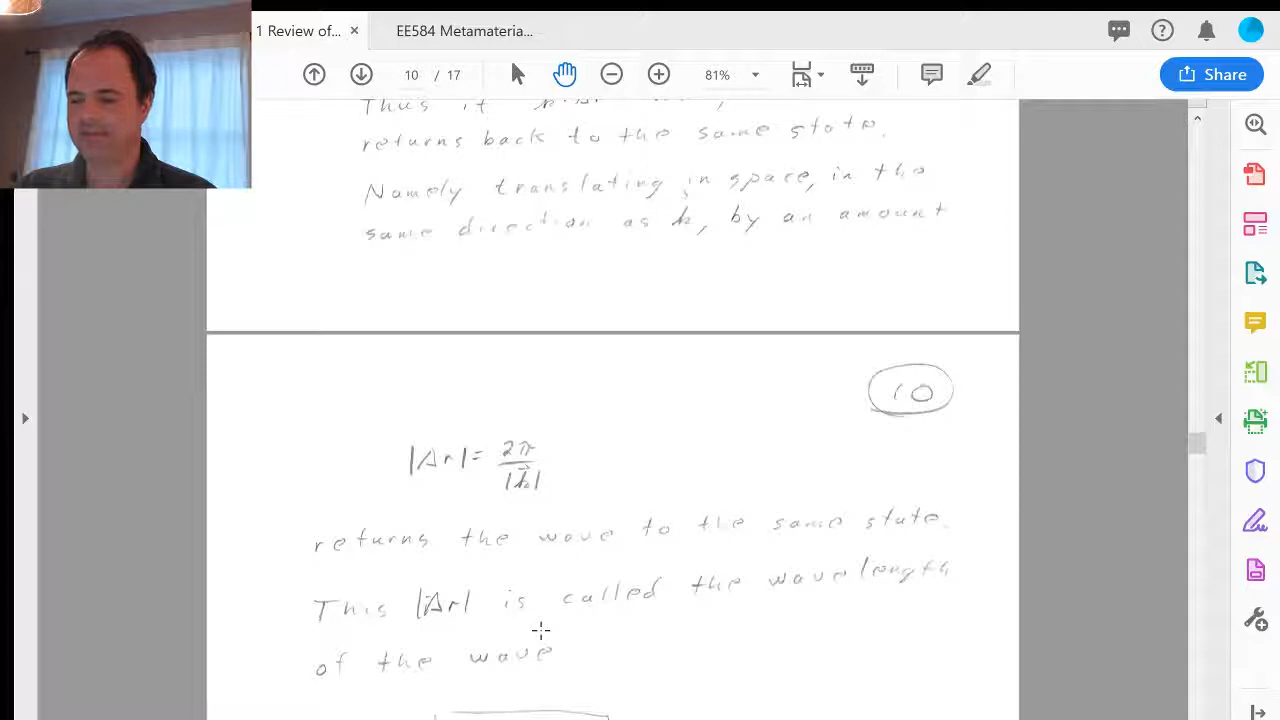 1 Review of...
EE584 Metamateria...
10 / 17
81%
Share
Thus if
returns back to the same state.
Namely translating in space, in the
same direction as k, by an amount
10
|Δr| = 2π / |k⃗|
returns the wave to the same state.
This |Δr| is called the wavelength
of the wave